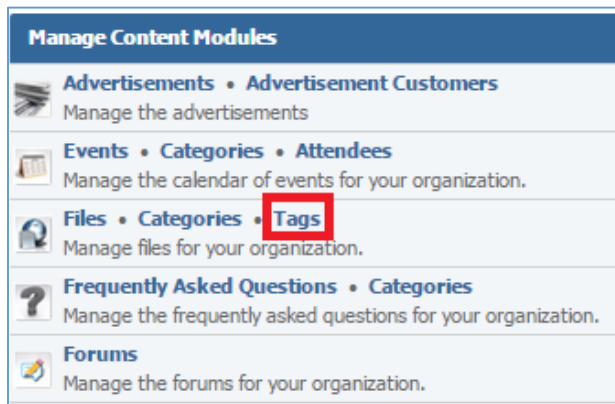 Manage Content Modules
Advertisements • Advertisement Customers
Manage the advertisements
Events • Categories • Attendees
Manage the calendar of events for your organization.
Files • Categories • Tags
Manage files for your organization.
Frequently Asked Questions • Categories
Manage the frequently asked questions for your organization.
Forums
Manage the forums for your organization.